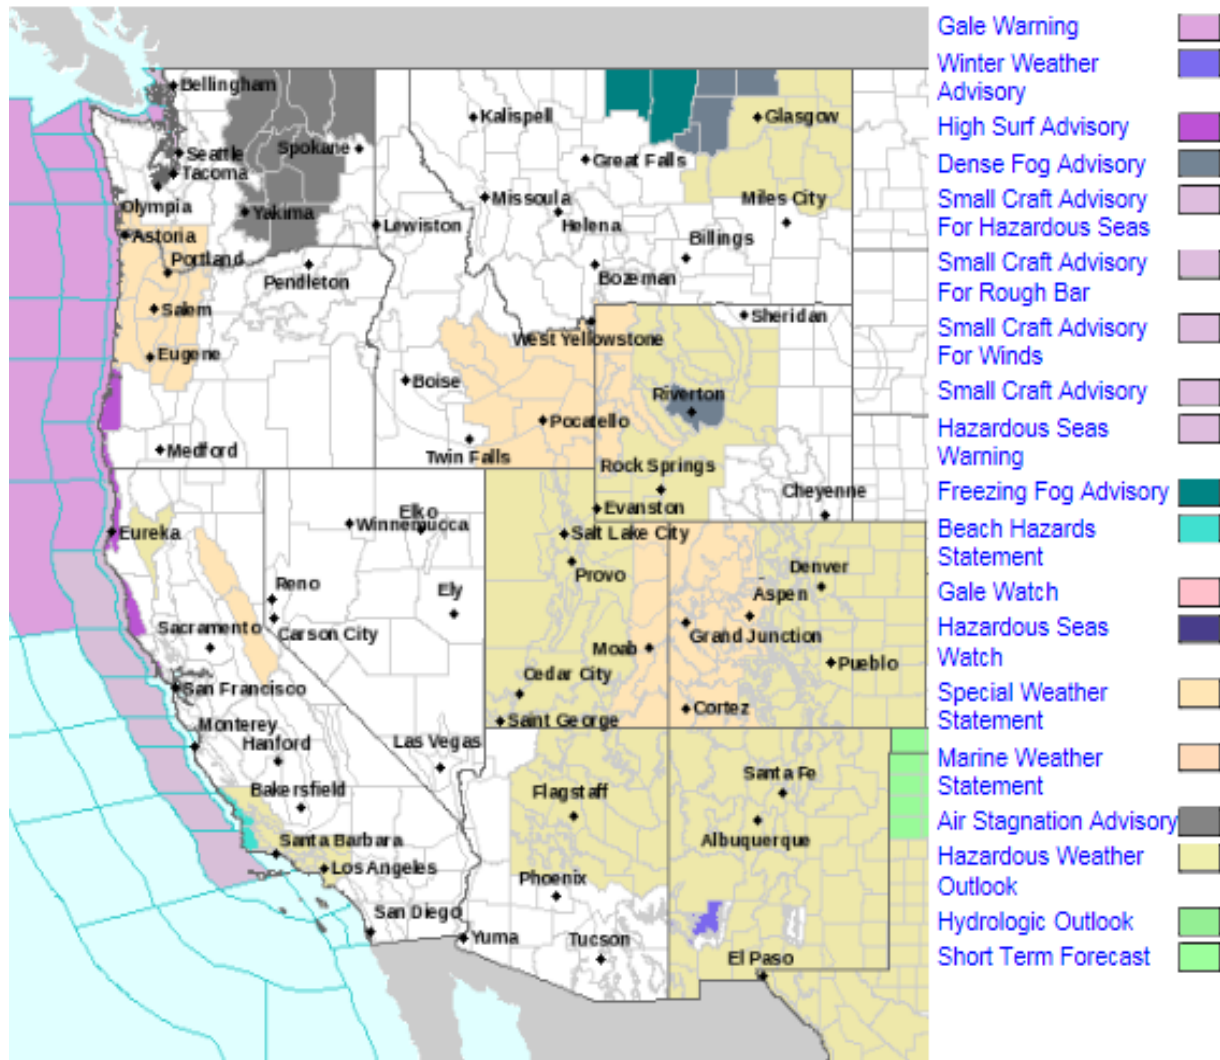 Bellingham
Seattle
Tacoma
Olympia
Spokane
Yakima
Astoria
Portland
Salem
Eugene
Pendleton
Lewiston
Medford
Kalispell
Great Falls
Glasgow
Missoula
Helena
Miles City
Billings
Bozeman
West Yellowstone
Sheridan
Boise
Pocatello
Twin Falls
Riverton
Rock Springs
Evanston
Cheyenne
Eureka
Winnemucca
Elko
Reno
Carson City
Ely
Sacramento
San Francisco
Monterey
Hanford
Bakersfield
Las Vegas
Santa Barbara
Los Angeles
San Diego
Salt Lake City
Provo
Moab
Cedar City
Saint George
Denver
Aspen
Grand Junction
Pueblo
Cortez
Flagstaff
Phoenix
Yuma
Tucson
Santa Fe
Albuquerque
El Paso
Gale Warning
Winter Weather
Advisory
High Surf Advisory
Dense Fog Advisory
Small Craft Advisory
For Hazardous Seas
Small Craft Advisory
For Rough Bar
Small Craft Advisory
For Winds
Small Craft Advisory
Hazardous Seas
Warning
Freezing Fog Advisory
Beach Hazards
Statement
Gale Watch
Hazardous Seas
Watch
Special Weather
Statement
Marine Weather
Statement
Air Stagnation Advisory
Hazardous Weather
Outlook
Hydrologic Outlook
Short Term Forecast